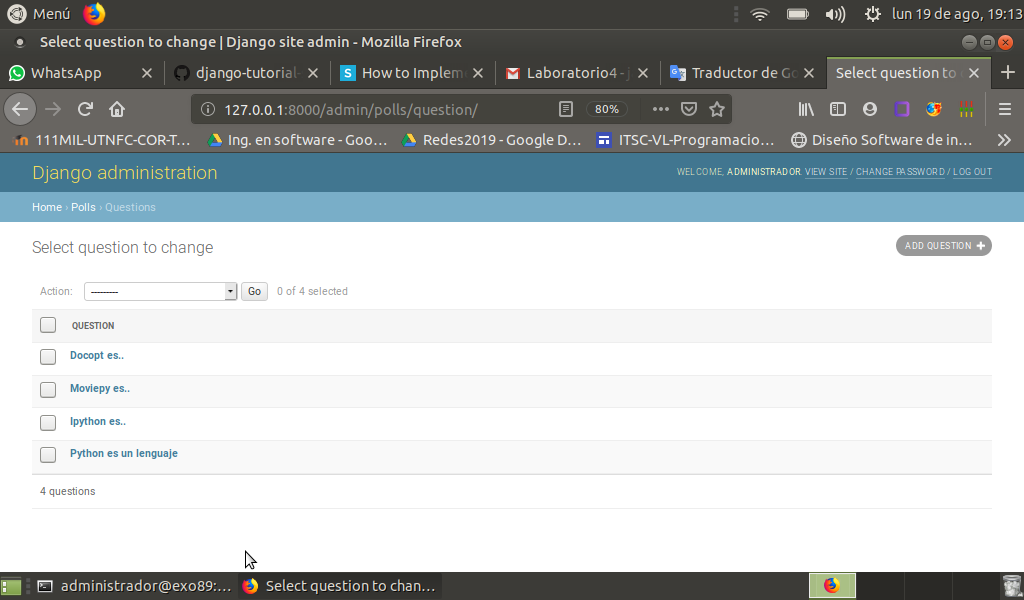 Menú lun 19 de ago, 19:13
Select question to change | Django site admin - Mozilla Firefox
WhatsApp django-tutorial- How to Implem Laboratorio4 - Traductor de Go Select question to
127.0.0.1:8000/admin/polls/question/ 80%
111MIL-UTNFC-COR-T... Ing. en software - Goo... Redes2019 - Google D... ITSC-VL-Programacio... Diseño Software de in...
Django administration WELCOME, ADMINISTRADOR. VIEW SITE / CHANGE PASSWORD / LOG OUT
Home › Polls › Questions
Select question to change ADD QUESTION +
Action: --------- Go 0 of 4 selected
QUESTION
Docopt es..
Moviepy es..
Ipython es..
Python es un lenguaje
4 questions
administrador@exo89:... Select question to chan...